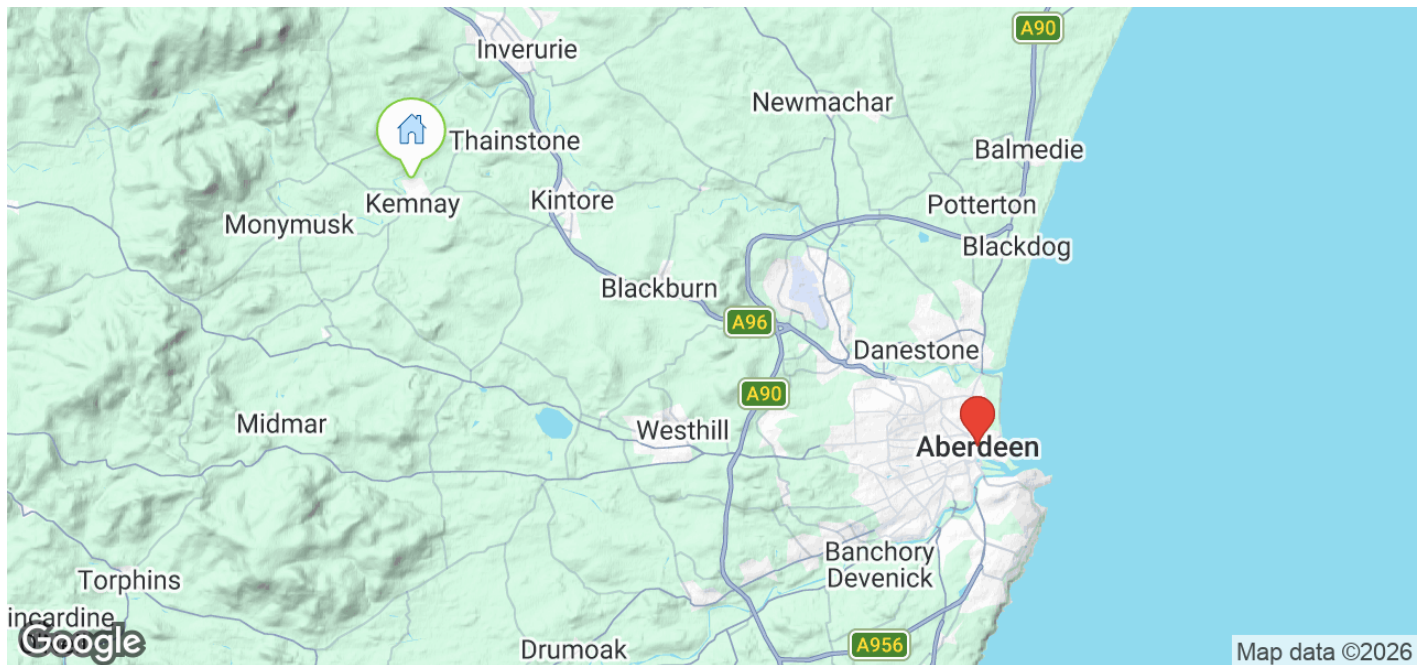 A90
Inverurie
Newmachar
Thainstone
Balmedie
Kemnay
Kintore
Potterton
Monymusk
Blackdog
Blackburn
A96
Danestone
A90
Midmar
Westhill
Aberdeen
Banchory
Devenick
Torphins
incardine
Drumoak
A956
Google
Map data ©2026